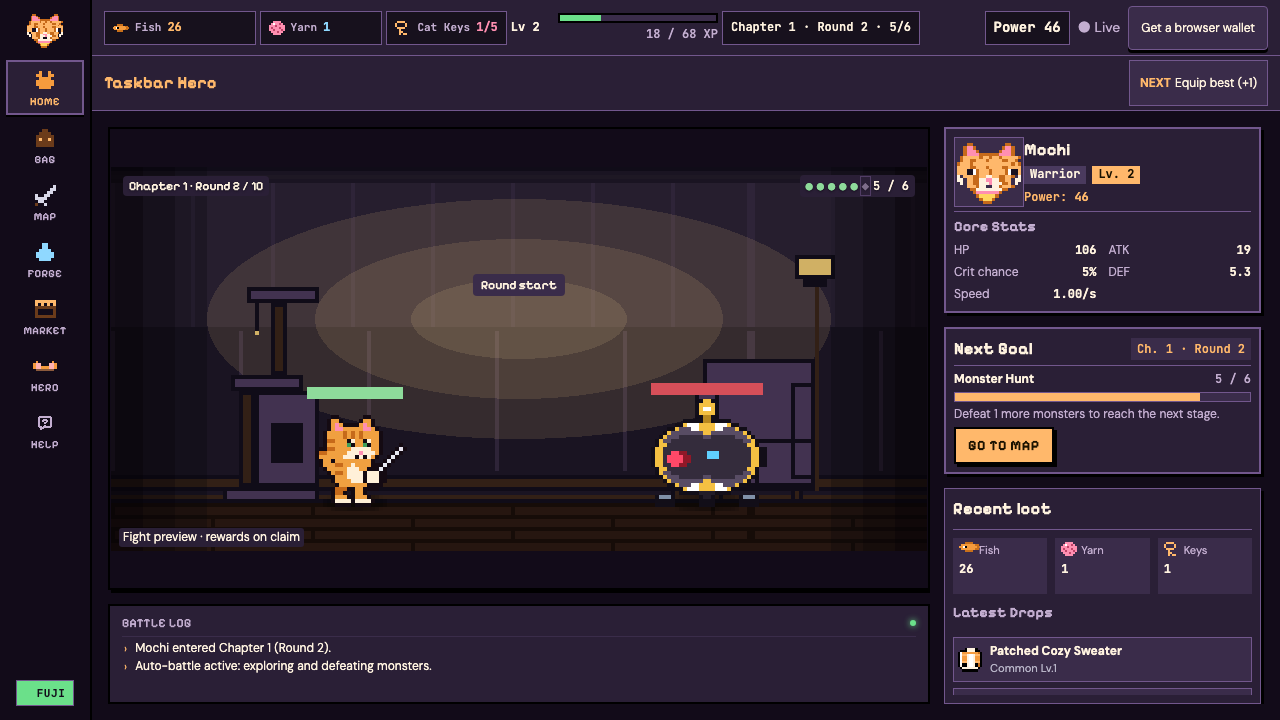 Fish 26
Yarn 1
Cat Keys 1/5
Lv 2
18 / 68 XP
Chapter 1 · Round 2 · 5/6
Power 46
Live
Get a browser wallet
HOME
BAG
MAP
FORGE
MARKET
HERO
HELP
FUJI
Taskbar Hero
NEXT Equip best (+1)
Chapter 1 · Round 2 / 10
5 / 6
Round start
Fight preview · rewards on claim
BATTLE LOG
› Mochi entered Chapter 1 (Round 2).
› Auto-battle active: exploring and defeating monsters.
Mochi
Warrior Lv. 2
Power: 46
Core Stats
HP 106 ATK 19
Crit chance 5% DEF 5.3
Speed 1.00/s
Next Goal Ch. 1 · Round 2
Monster Hunt 5 / 6
Defeat 1 more monsters to reach the next stage.
GO TO MAP
Recent loot
Fish 26
Yarn 1
Keys 1
Latest Drops
Patched Cozy Sweater
Common Lv.1